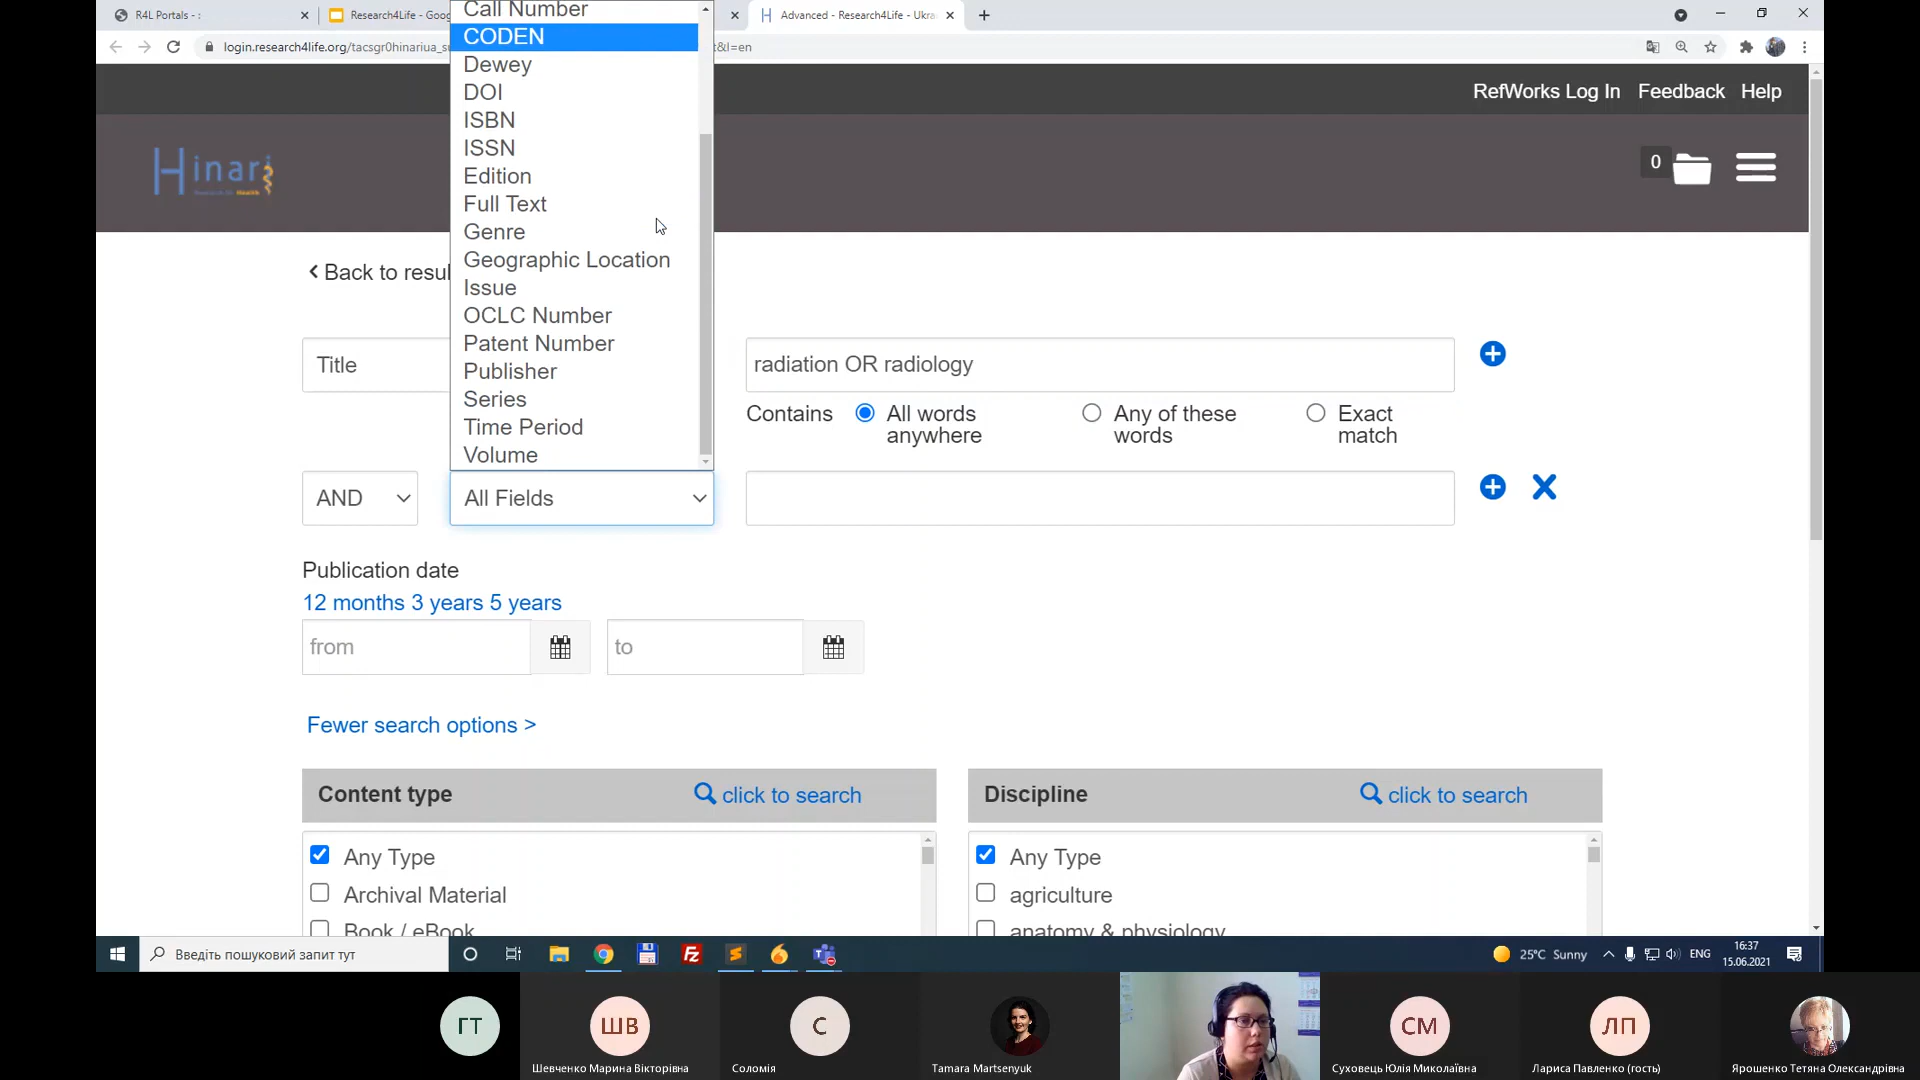 R4L Portals - :
Research4Life - Goo
Advanced - Research4Life - Ukra
login.research4life.org/tacsgr0hinariua_su
t&l=en
Call Number
CODEN
Dewey
DOI
ISBN
ISSN
Edition
Full Text
Genre
Geographic Location
Issue
OCLC Number
Patent Number
Publisher
Series
Time Period
Volume
RefWorks Log In Feedback Help
Hinari
Research for Health
0
Back to resul
Title
radiation OR radiology
Contains
All words anywhere
Any of these words
Exact match
AND
All Fields
Publication date
12 months 3 years 5 years
from
to
Fewer search options >
Content type
click to search
Discipline
click to search
Any Type
Archival Material
Book / eBook
Any Type
agriculture
anatomy & physiology
Введіть пошуковий запит тут
25°C Sunny
ENG
16:37
15.06.2021
ГТ
ШВ
Шевченко Марина Вікторівна
С
Соломія
Tamara Martsenyuk
СМ
Суховець Юлія Миколаївна
ЛП
Лариса Павленко (гость)
Ярошенко Тетяна Олександрівна